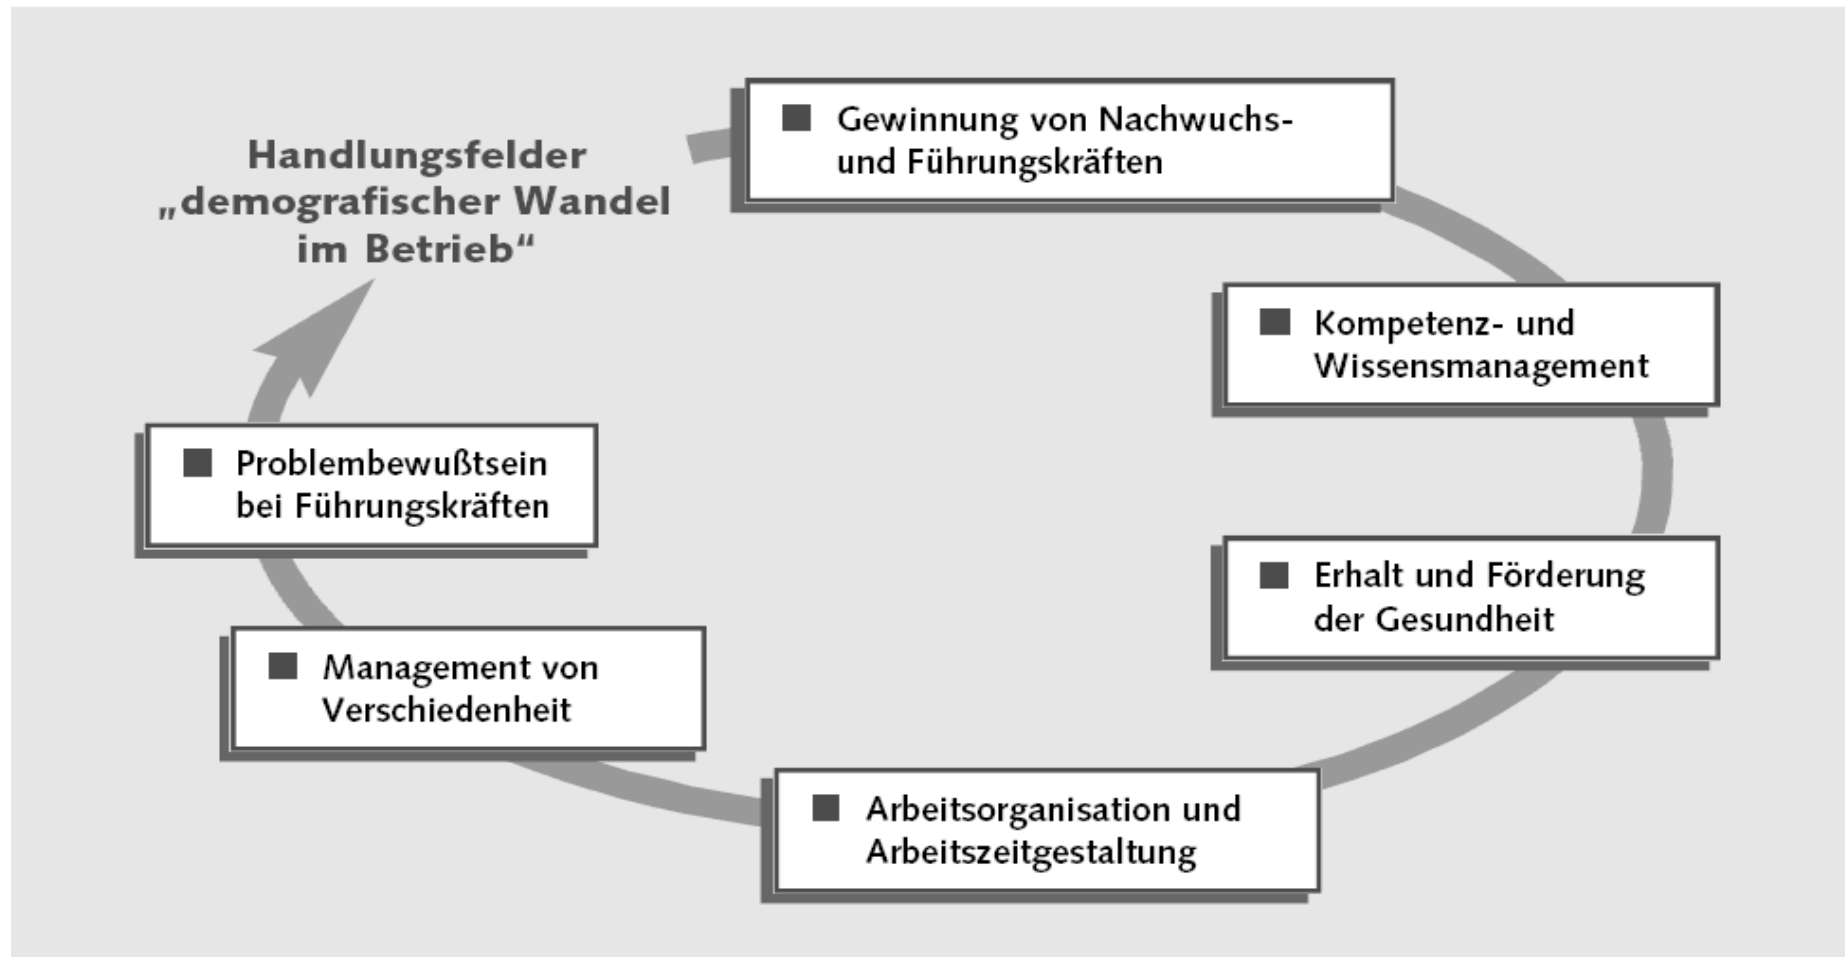 Handlungsfelder
„demografischer Wandel
im Betrieb“
Gewinnung von Nachwuchs-
und Führungskräften
Kompetenz- und
Wissensmanagement
Erhalt und Förderung
der Gesundheit
Arbeitsorganisation und
Arbeitszeitgestaltung
Management von
Verschiedenheit
Problembewußtsein
bei Führungskräften